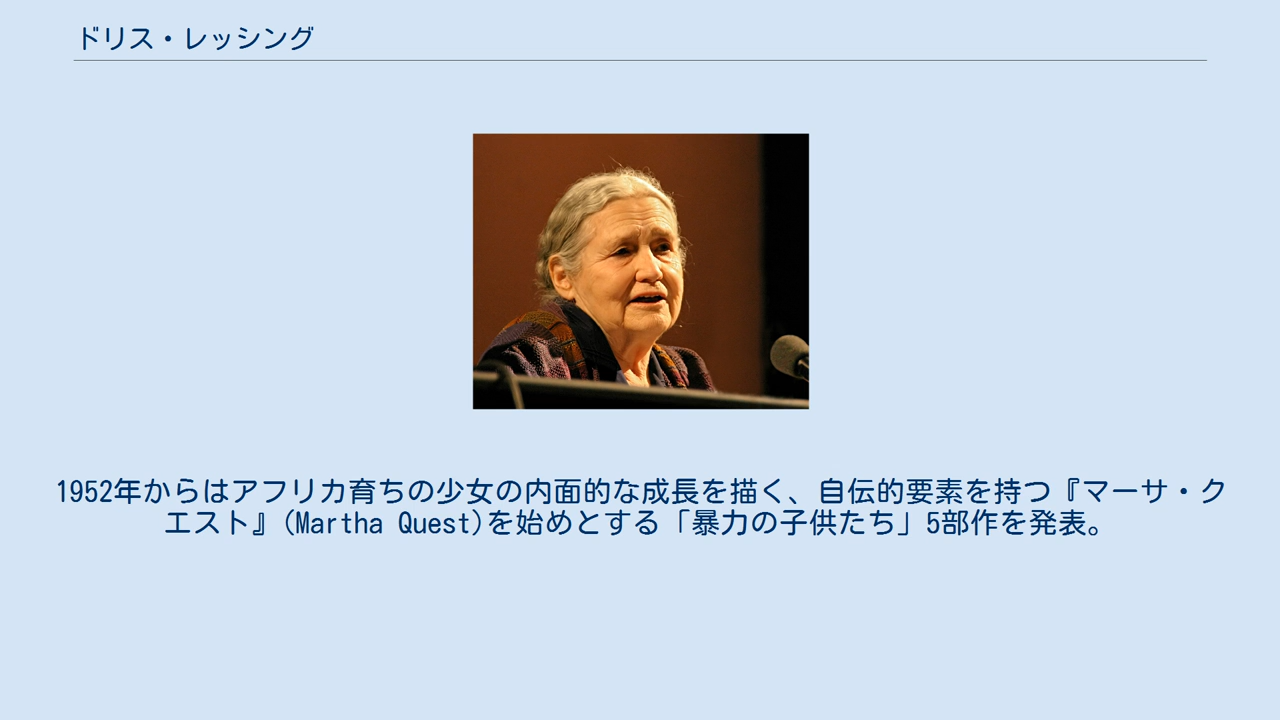 ドリス・レッシング
1952年からはアフリカ育ちの少女の内面的な成長を描く、自伝的要素を持つ『マーサ・ク
エスト』(Martha Quest)を始めとする「暴力の子供たち」5部作を発表。